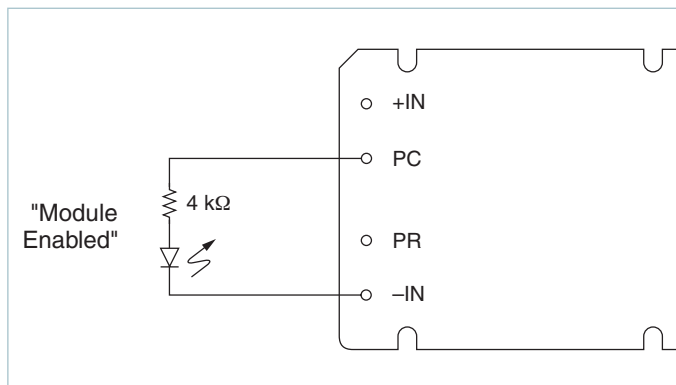 +IN
PC
4 kΩ
"Module
Enabled"
PR
–IN